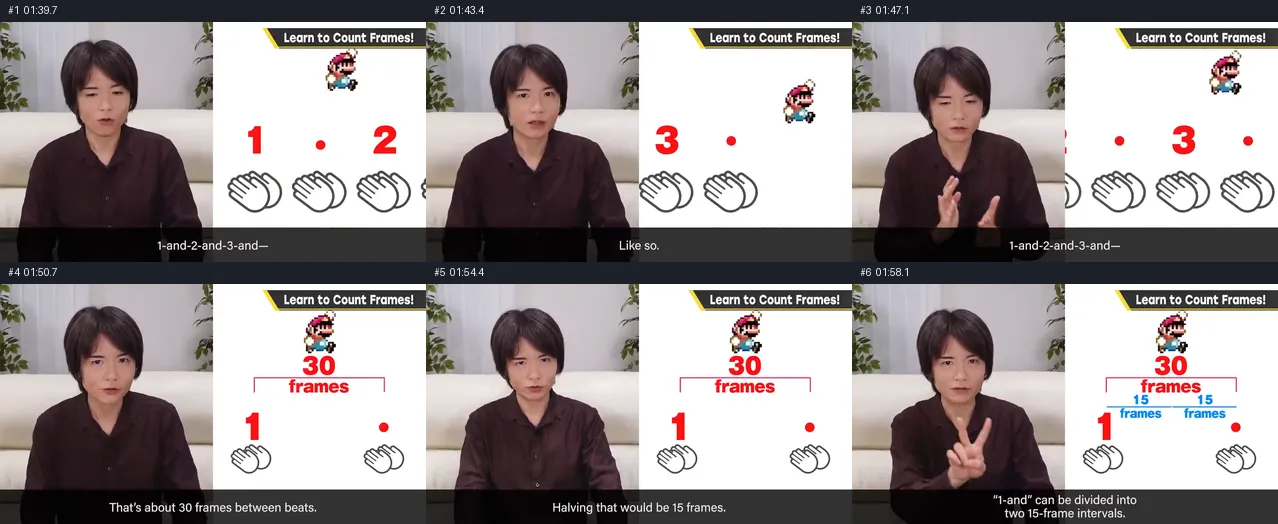 #1 01:39.7
Learn to Count Frames!
1 • 2
1-and-2-and-3-and—
#2 01:43.4
Learn to Count Frames!
3 •
Like so.
#3 01:47.1
Learn to Count Frames!
• 3 •
1-and-2-and-3-and—
#4 01:50.7
Learn to Count Frames!
30
frames
1 •
That's about 30 frames between beats.
#5 01:54.4
Learn to Count Frames!
30
frames
1 •
Halving that would be 15 frames.
#6 01:58.1
Learn to Count Frames!
30
frames
15 15
frames frames
1 •
“1-and” can be divided into
two 15-frame intervals.